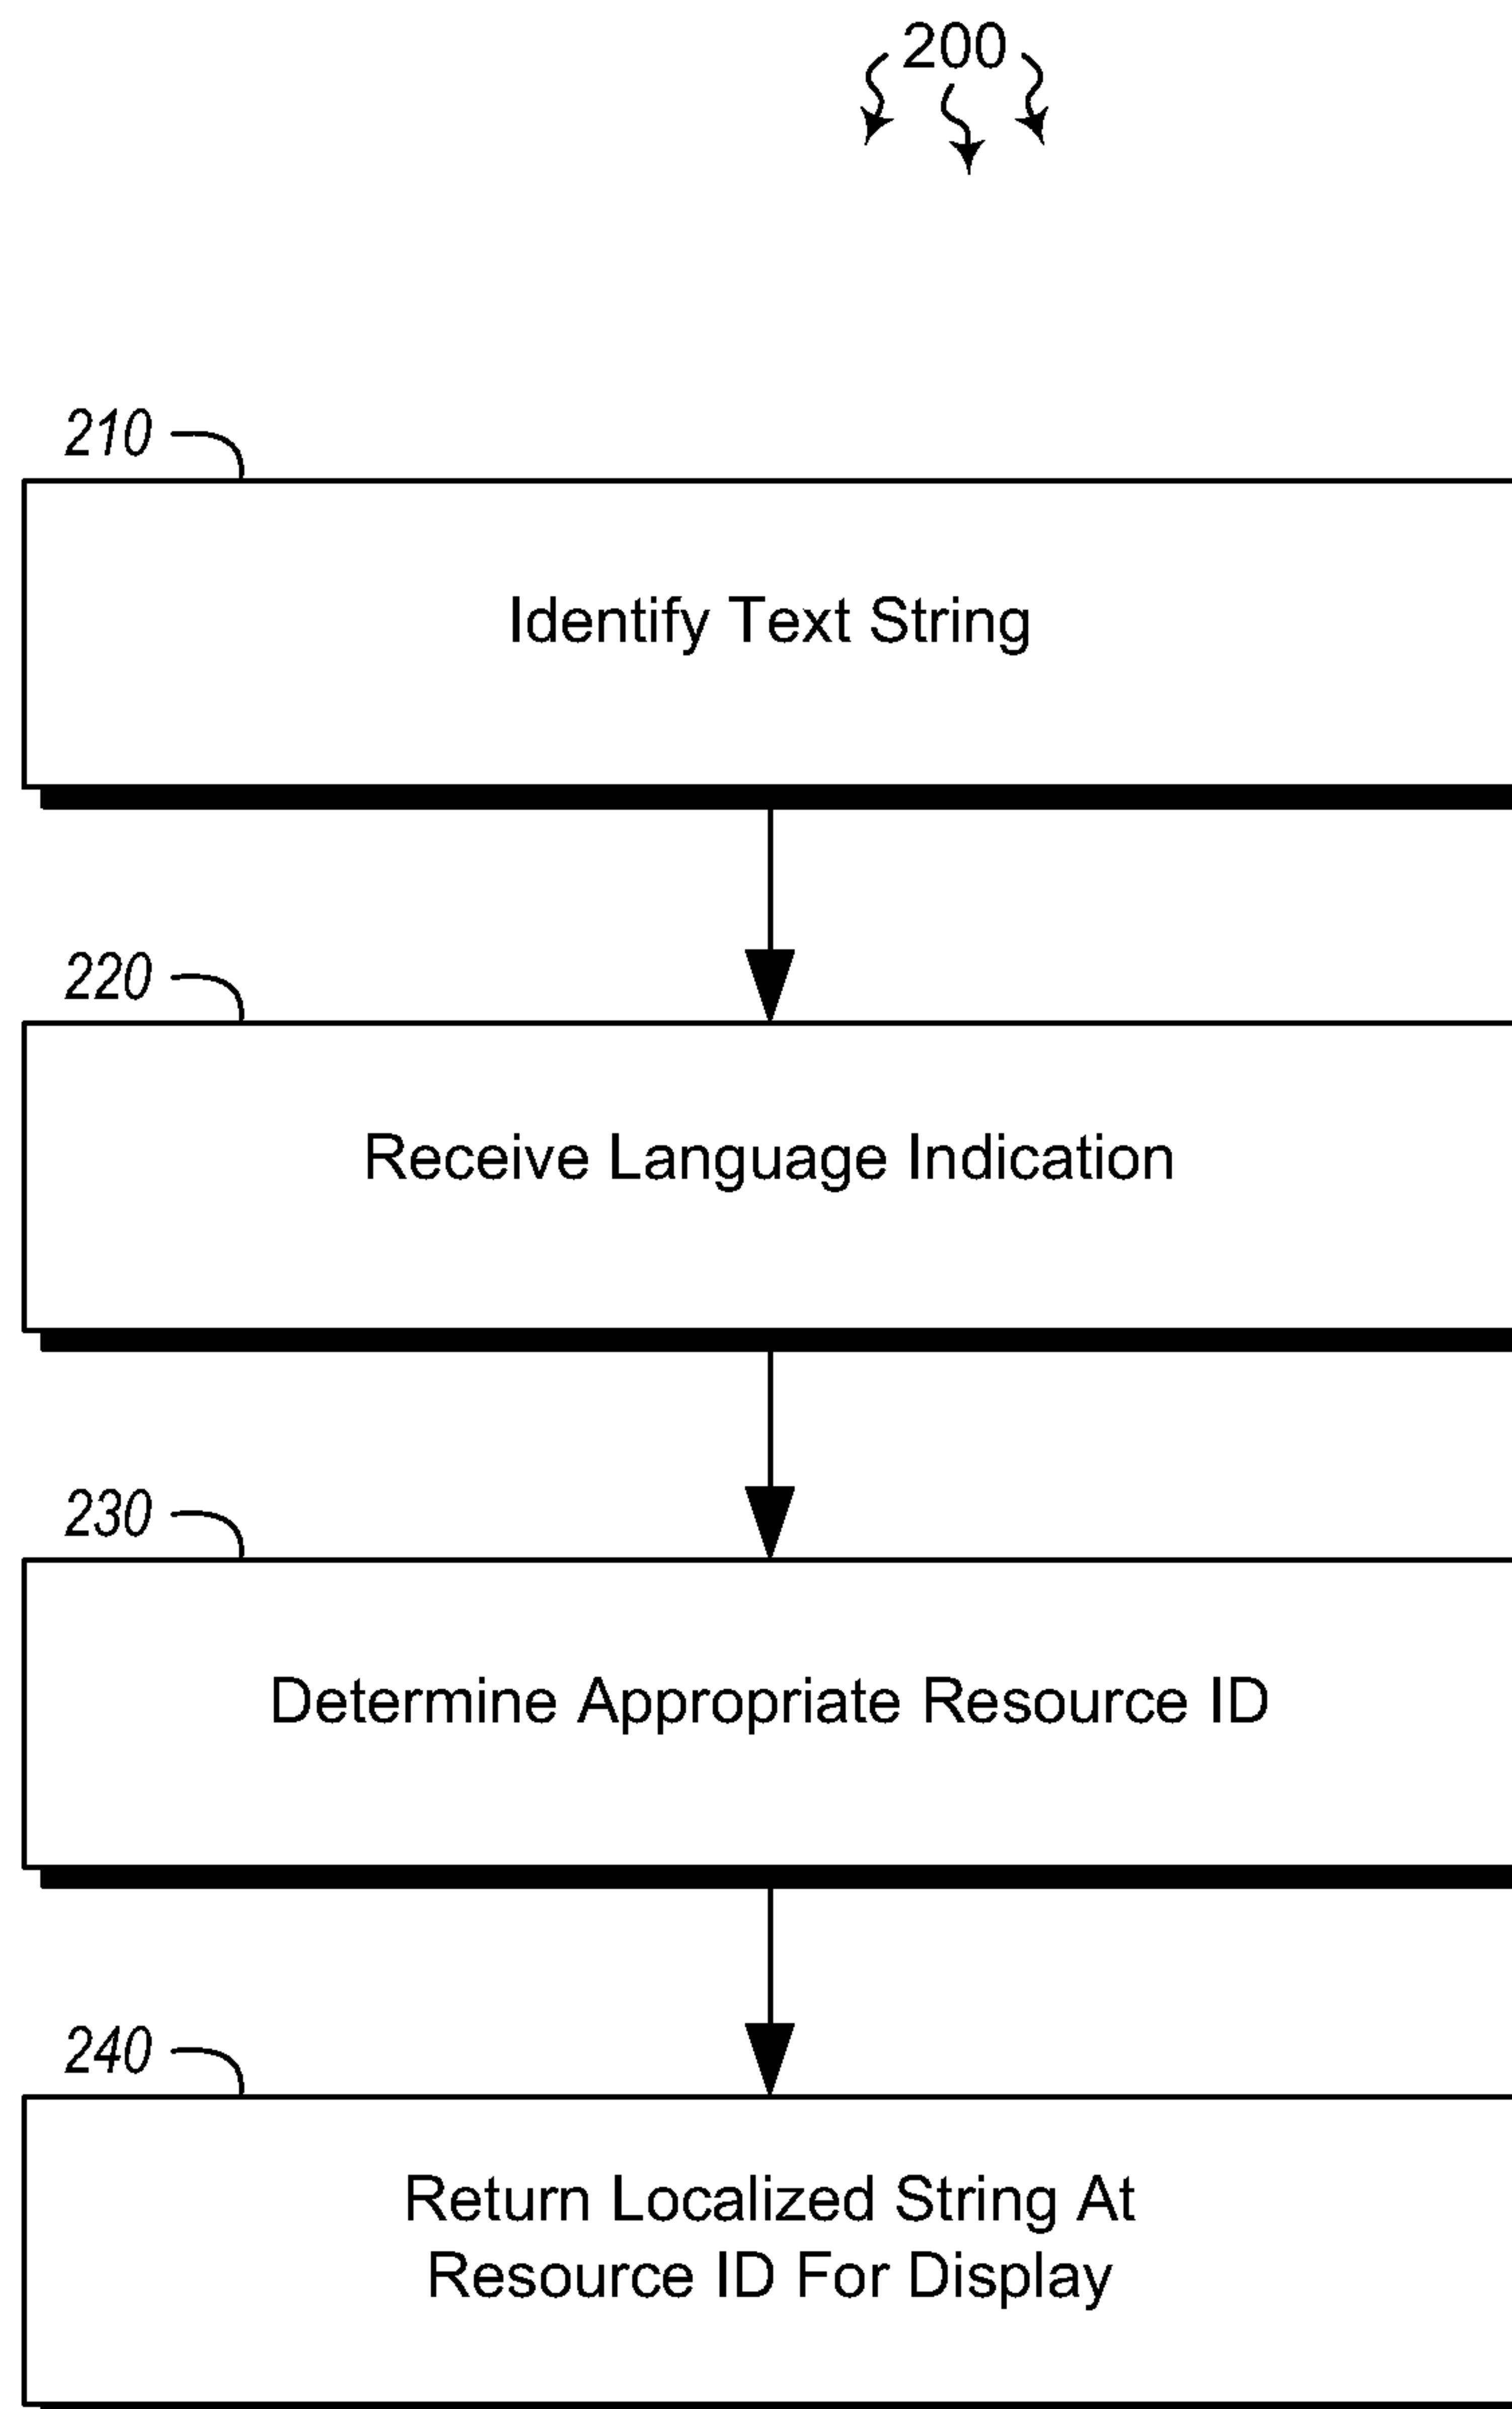 200
210
Identify Text String
220
Receive Language Indication
230
Determine Appropriate Resource ID
240
Return Localized String At
Resource ID For Display